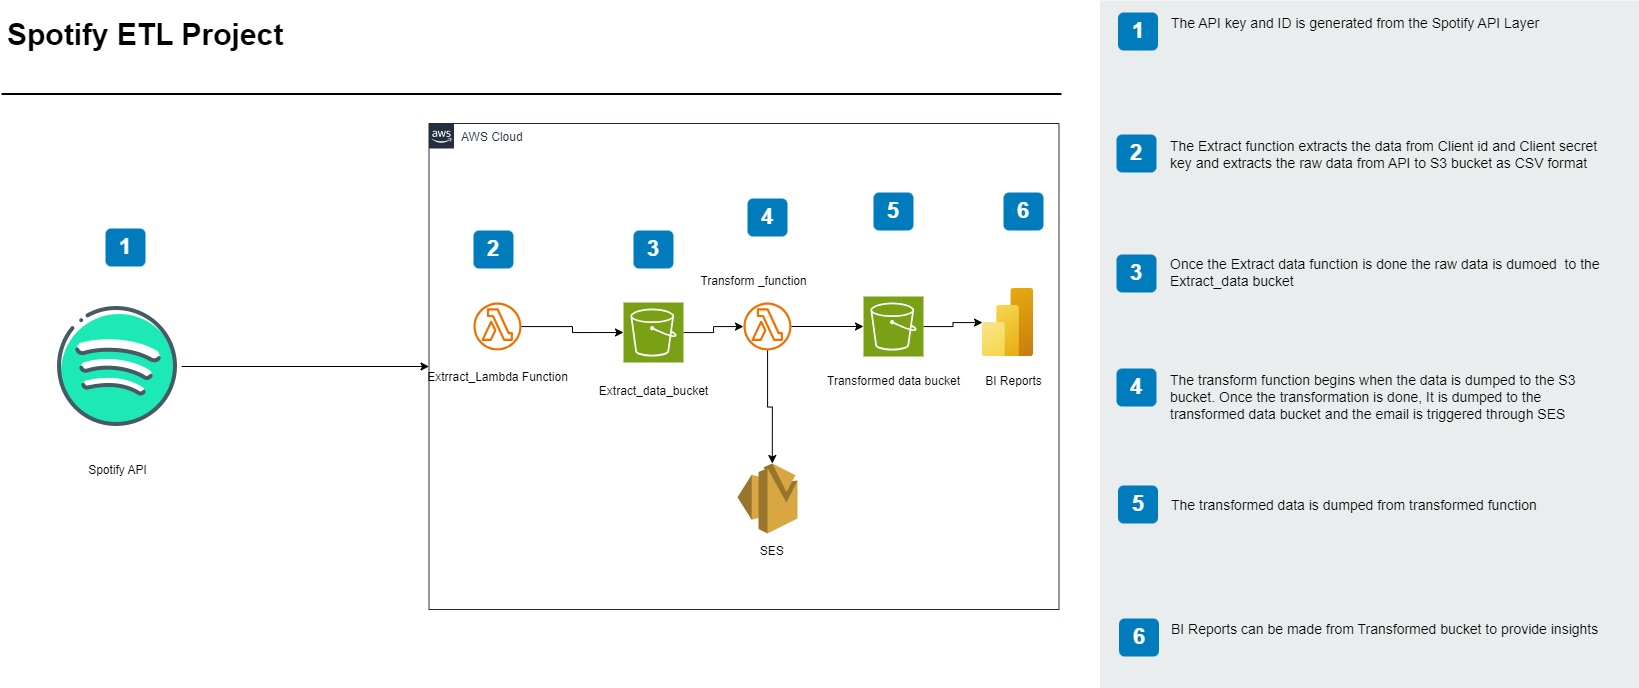 Spotify ETL Project
aws
AWS Cloud
1
2
3
4
5
6
Transform _function
Extrract_Lambda Function
Extract_data_bucket
Transformed data bucket
BI Reports
Spotify API
SES
1
The API key and ID is generated from the Spotify API Layer
2
The Extract function extracts the data from Client id and Client secret
key and extracts the raw data from API to S3 bucket as CSV format
3
Once the Extract data function is done the raw data is dumoed  to the
Extract_data bucket
4
The transform function begins when the data is dumped to the S3
bucket. Once the transformation is done, It is dumped to the
transformed data bucket and the email is triggered through SES
5
The transformed data is dumped from transformed function
6
BI Reports can be made from Transformed bucket to provide insights